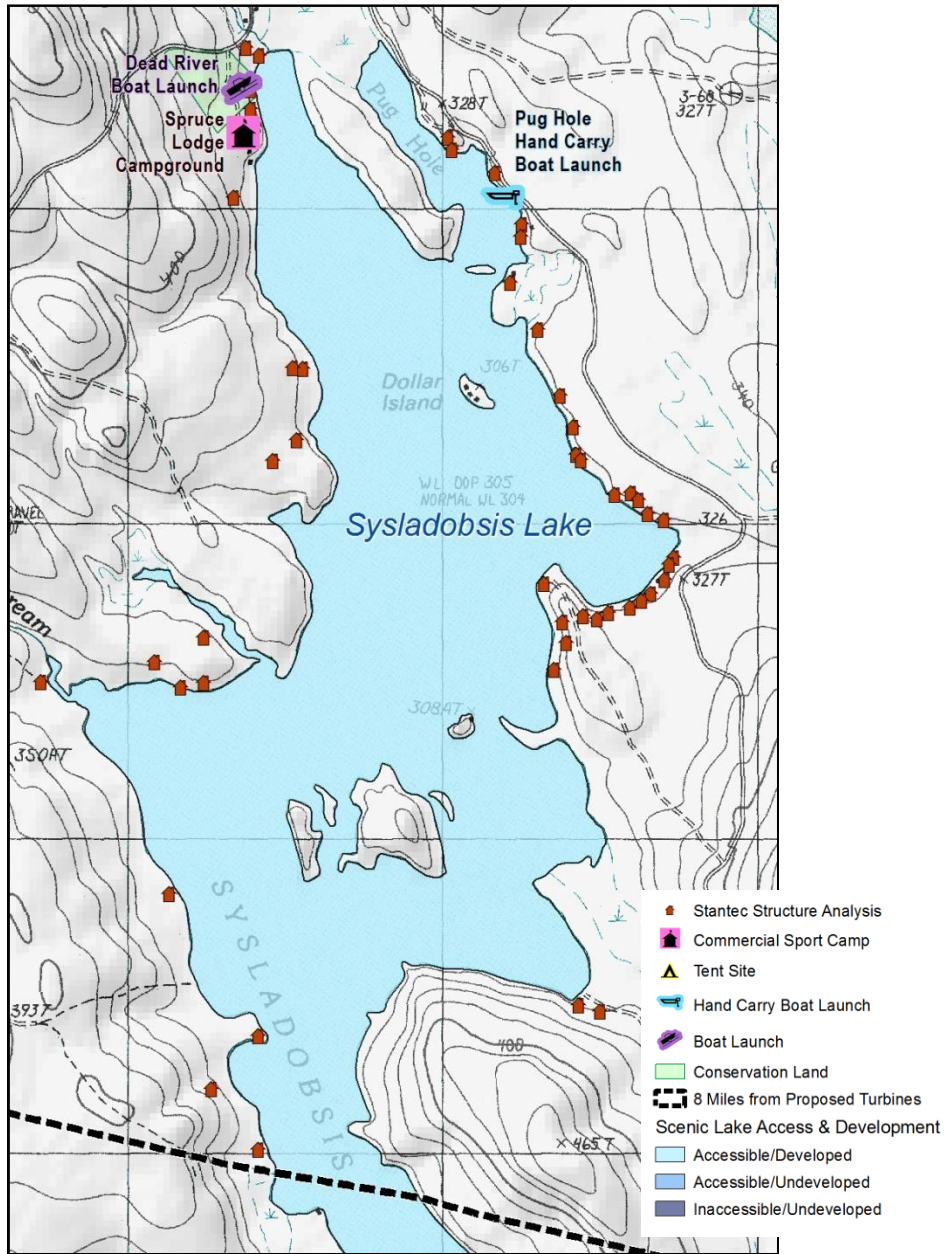 Dead River
Boat Launch
Spruce
Lodge
Campground
Pug Hole
328T
3-60
327T
Pug Hole
Hand Carry
Boat Launch
400
306T
Dollar
Island
340
WL DOP 305
NORMAL WL 304
Sysladobsis Lake
326
327T
ream
308AT
350AT
SYSLADOBSIS
393T
400
465T
Stantec Structure Analysis
Commercial Sport Camp
Tent Site
Hand Carry Boat Launch
Boat Launch
Conservation Land
8 Miles from Proposed Turbines
Scenic Lake Access & Development
Accessible/Developed
Accessible/Undeveloped
Inaccessible/Undeveloped